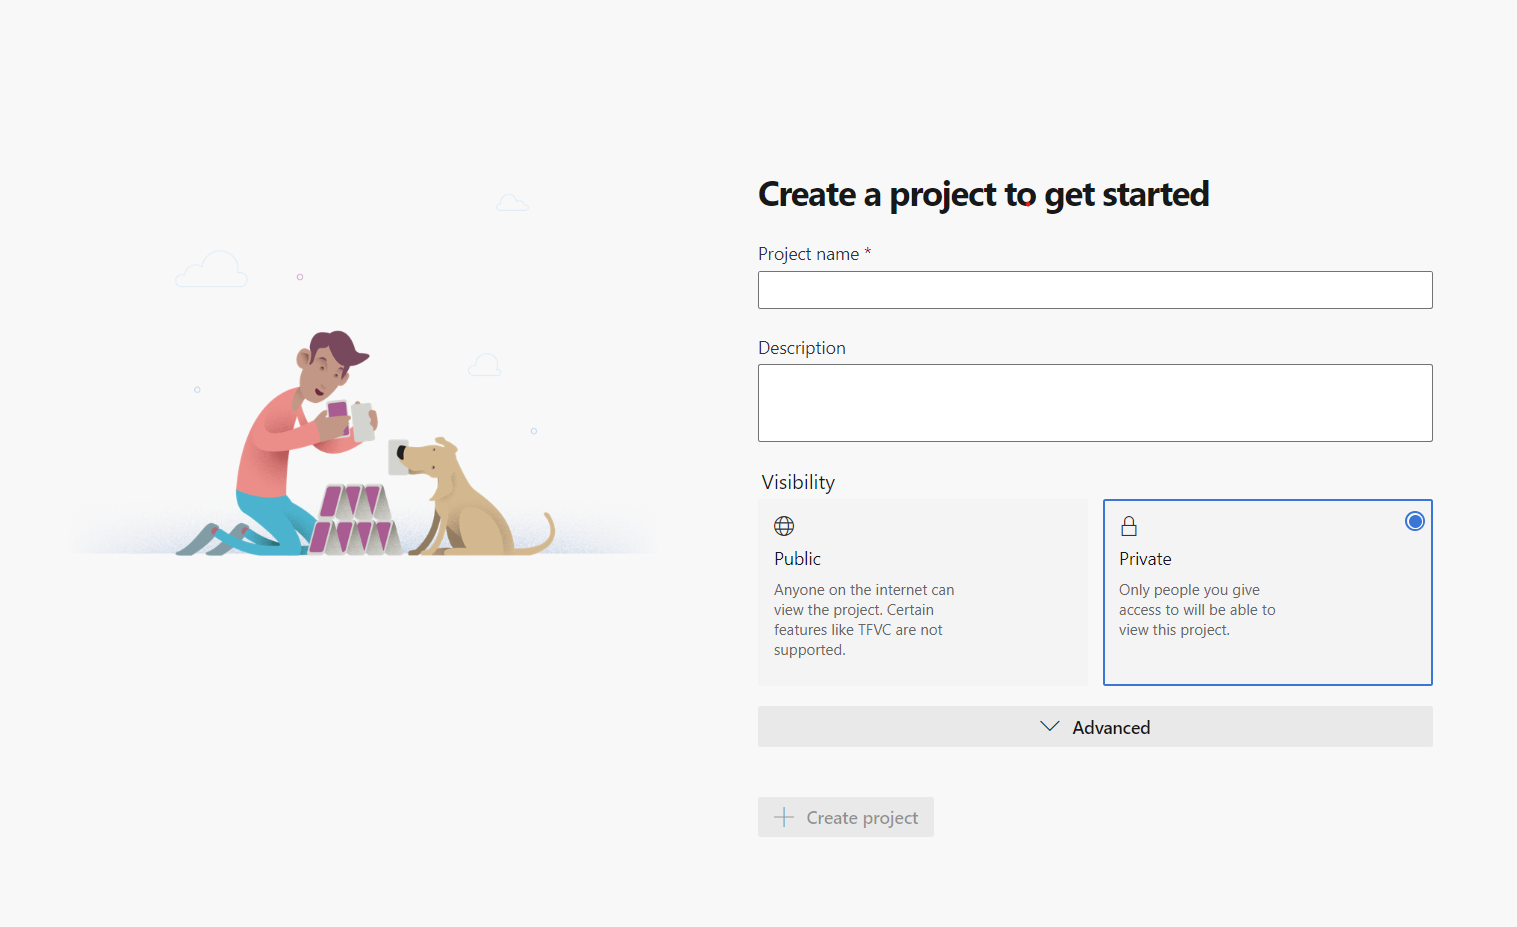 Create a project to get started
Project name *
Description
Visibility
Public
Anyone on the internet can
view the project. Certain
features like TFVC are not
supported.
Private
Only people you give
access to will be able to
view this project.
Advanced
Create project